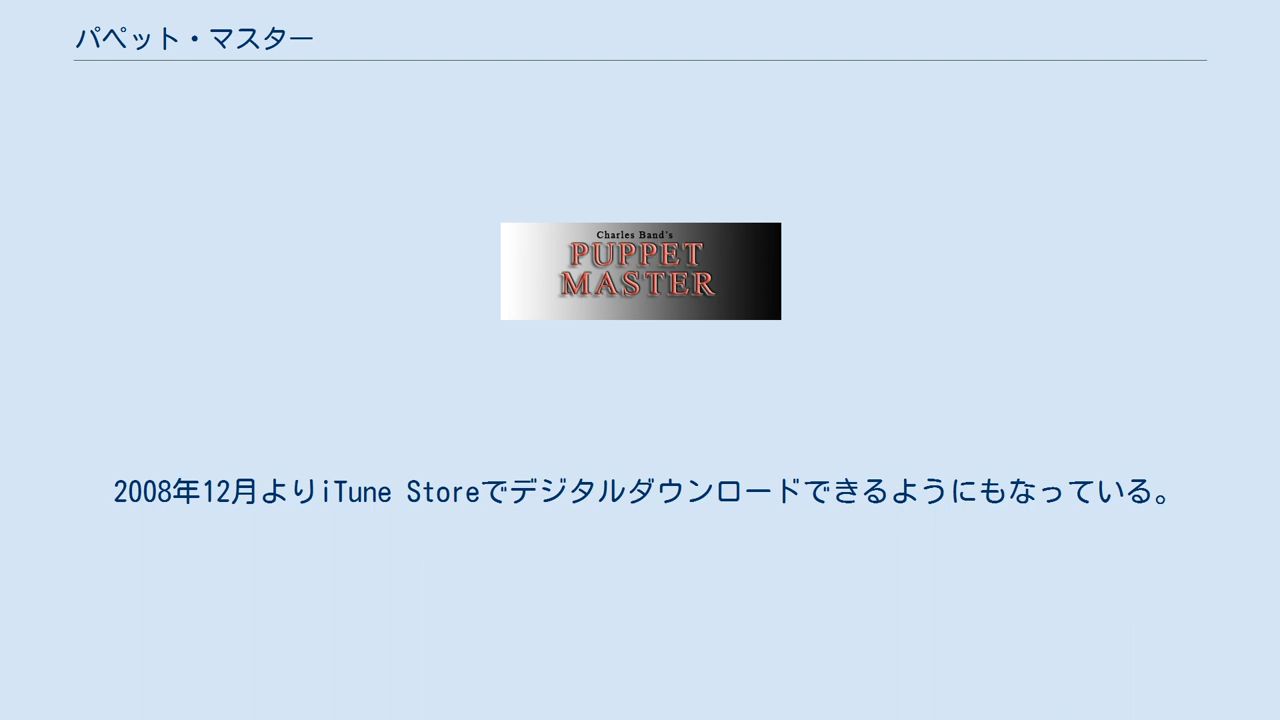 パペット・マスター
Charles Band's
PUPPET
MASTER
2008年12月よりiTune Storeでデジタルダウンロードできるようにもなっている。